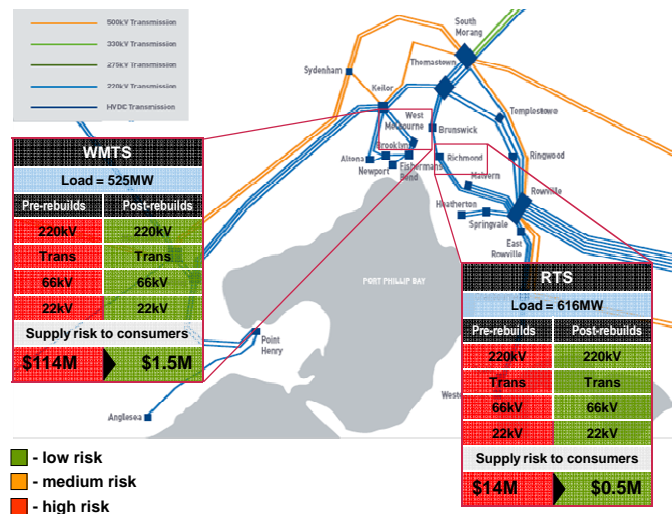 500kV Transmission
330kV Transmission
275kV Transmission
220kV Transmission
HVDC Transmission
South
Morang
Thomastown
Sydenham
Keilor
Templestowe
West
Melbourne
Brunswick
Brooklyn
Altona
Newport
Fishermans
Bend
Richmond
Ringwood
Malvern
Rowville
Heatherton
Springvale
East
Rowville
PORT PHILLIP BAY
Point
Henry
Anglesea
WMTS
Load = 525MW
Pre-rebuilds Post-rebuilds
220kV 220kV
Trans Trans
66kV 66kV
22kV 22kV
Supply risk to consumers
$114M $1.5M
RTS
Load = 616MW
Pre-rebuilds Post-rebuilds
220kV 220kV
Trans Trans
66kV 66kV
22kV 22kV
Supply risk to consumers
$14M $0.5M
- low risk
- medium risk
- high risk